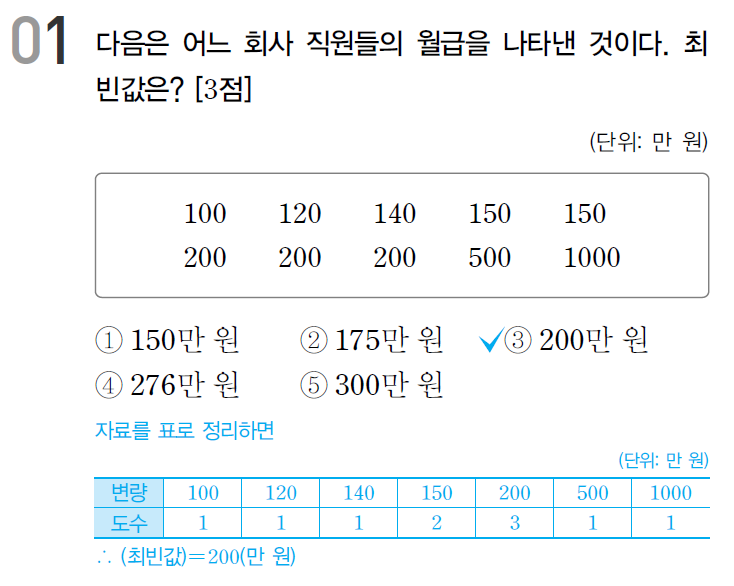 01 다음은 어느 회사 직원들의 월급을 나타낸 것이다. 최
빈값은? [3점]
(단위: 만 원)
100 120 140 150 150
200 200 200 500 1000
① 150만 원 ② 175만 원 ③ 200만 원
④ 276만 원 ⑤ 300만 원
자료를 표로 정리하면
(단위: 만 원)
변량 100 120 140 150 200 500 1000
도수 1 1 1 2 3 1 1
∴ (최빈값)=200(만 원)